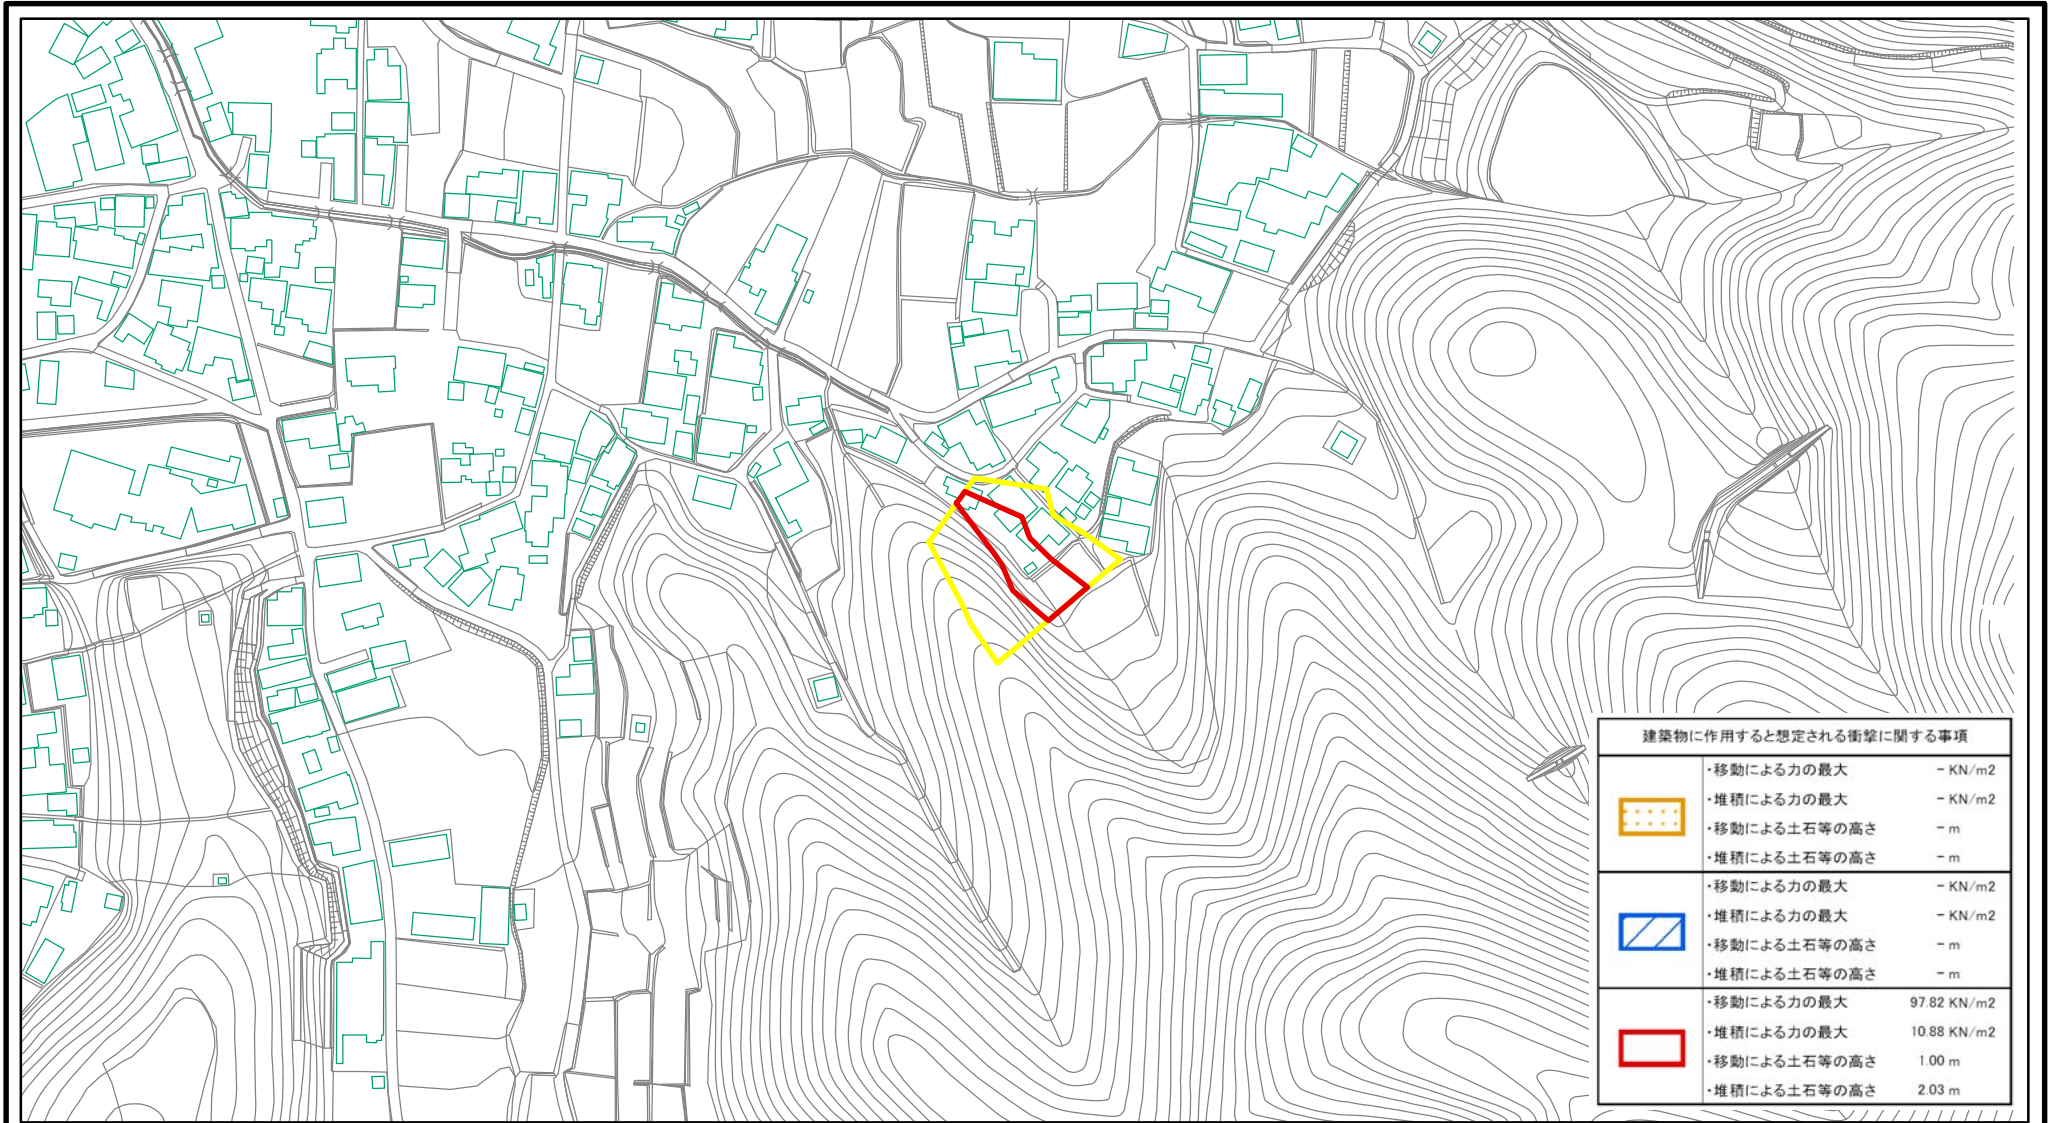 建築物に作用すると想定される衝撃に関する事項
・移動による力の最大 － KN/m2
・堆積による力の最大 － KN/m2
・移動による土石等の高さ － m
・堆積による土石等の高さ － m
・移動による力の最大 － KN/m2
・堆積による力の最大 － KN/m2
・移動による土石等の高さ － m
・堆積による土石等の高さ － m
・移動による力の最大 97.82 KN/m2
・堆積による力の最大 10.88 KN/m2
・移動による土石等の高さ 1.00 m
・堆積による土石等の高さ 2.03 m